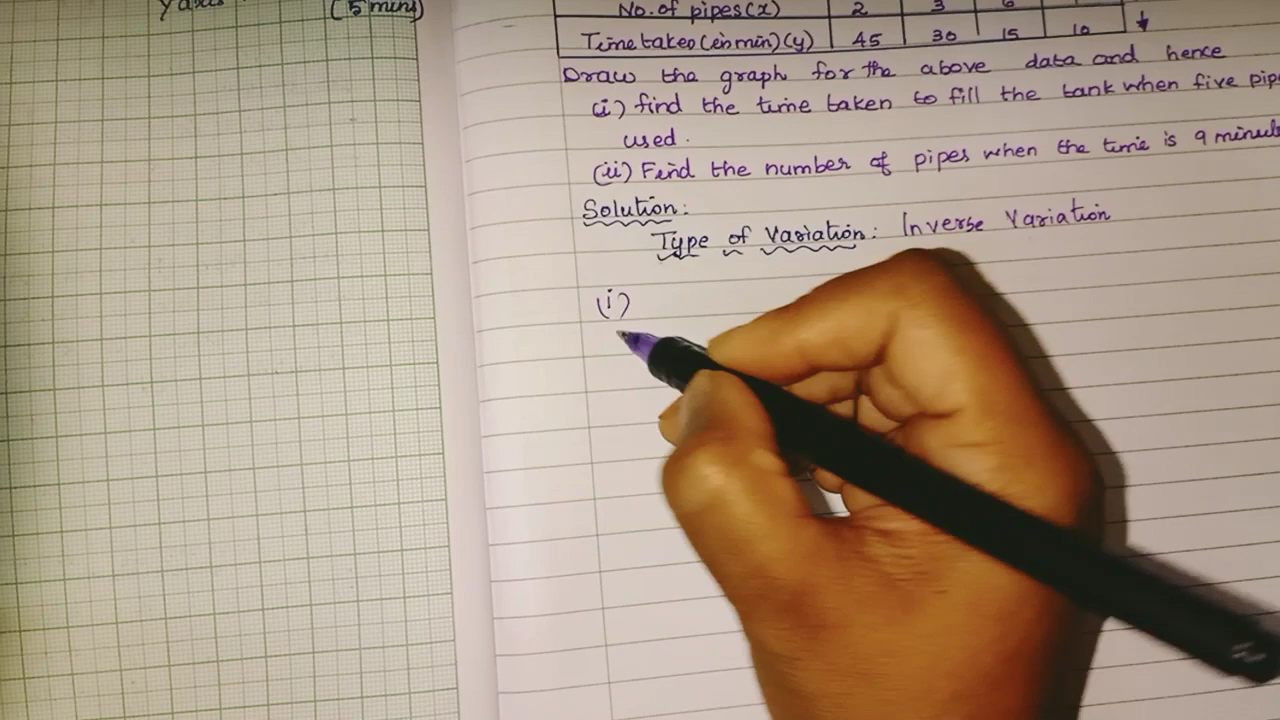 Y axis (5 mins)
No. of pipes (x) 2 3 6
Time taken (in min) (y) 45 30 15 10
Draw the graph for the above data and hence
(i) find the time taken to fill the tank when five
used.
(ii) Find the number of pipes when the time is 9
Solution:
Type of Variation: Inverse Variation
(i)